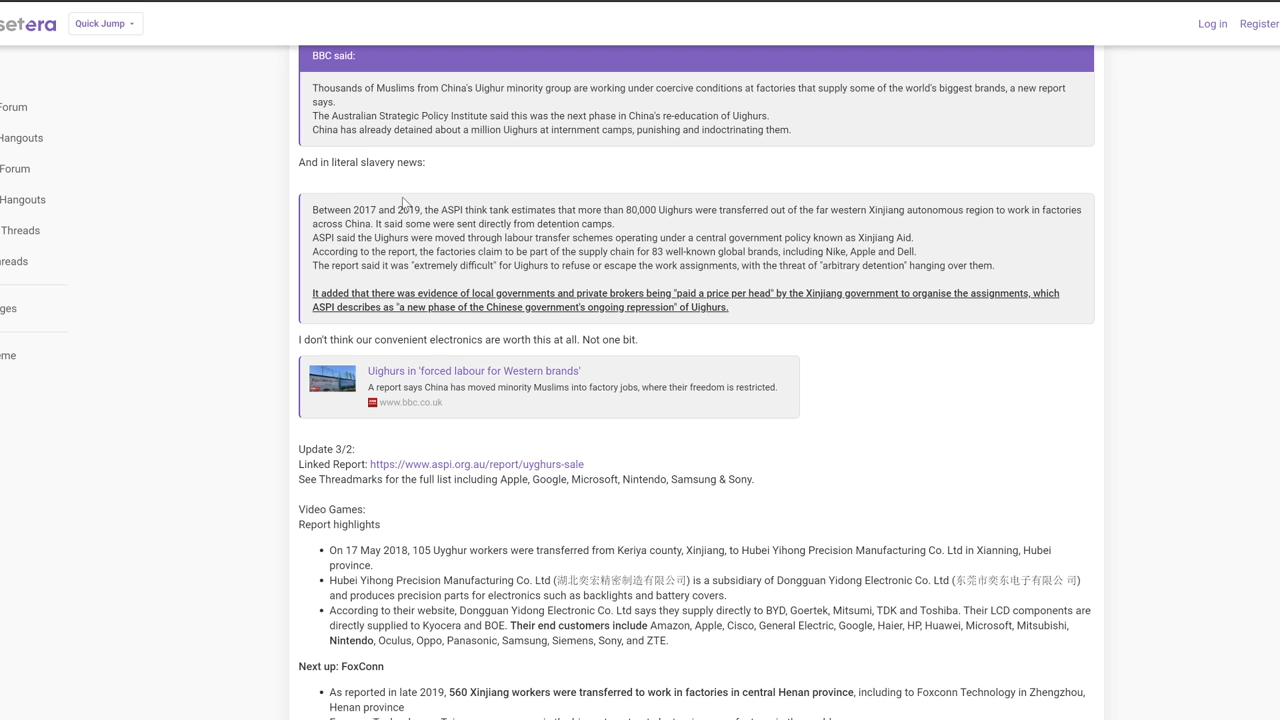 setera
Quick Jump
Log in
Register
Forum
Hangouts
Forum
Hangouts
Threads
BBC said:
Thousands of Muslims from China's Uighur minority group are working under coercive conditions at factories that supply some of the world's biggest brands, a new report
says.
The Australian Strategic Policy Institute said this was the next phase in China's re-education of Uighurs.
China has already detained about a million Uighurs at internment camps, punishing and indoctrinating them.
And in literal slavery news:
Between 2017 and 2019, the ASPI think tank estimates that more than 80,000 Uighurs were transferred out of the far western Xinjiang autonomous region to work in factories
across China. It said some were sent directly from detention camps.
ASPI said the Uighurs were moved through labour transfer schemes operating under a central government policy known as Xinjiang Aid.
According to the report, the factories claim to be part of the supply chain for 83 well-known global brands, including Nike, Apple and Dell.
The report said it was "extremely difficult" for Uighurs to refuse or escape the work assignments, with the threat of "arbitrary detention" hanging over them.
It added that there was evidence of local governments and private brokers being "paid a price per head" by the Xinjiang government to organise the assignments, which
ASPI describes as "a new phase of the Chinese government's ongoing repression" of Uighurs.
I don't think our convenient electronics are worth this at all. Not one bit.
Uighurs in 'forced labour for Western brands'
A report says China has moved minority Muslims into factory jobs, where their freedom is restricted.
www.bbc.co.uk
Update 3/2:
Linked Report: https://www.aspi.org.au/report/uyghurs-sale
See Threadmarks for the full list including Apple, Google, Microsoft, Nintendo, Samsung & Sony.
Video Games:
Report highlights
• On 17 May 2018, 105 Uyghur workers were transferred from Keriya county, Xinjiang, to Hubei Yihong Precision Manufacturing Co. Ltd in Xianning, Hubei
province.
• Hubei Yihong Precision Manufacturing Co. Ltd (湖北奕宏精密制造有限公司) is a subsidiary of Dongguan Yidong Electronic Co. Ltd (东莞市奕东电子有限公 司)
and produces precision parts for electronics such as backlights and battery covers.
• According to their website, Dongguan Yidong Electronic Co. Ltd says they supply directly to BYD, Goertek, Mitsumi, TDK and Toshiba. Their LCD components are
directly supplied to Kyocera and BOE. Their end customers include Amazon, Apple, Cisco, General Electric, Google, Haier, HP, Huawei, Microsoft, Mitsubishi,
Nintendo, Oculus, Oppo, Panasonic, Samsung, Siemens, Sony, and ZTE.
Next up: FoxConn
• As reported in late 2019, 560 Xinjiang workers were transferred to work in factories in central Henan province, including to Foxconn Technology in Zhengzhou,
Henan province